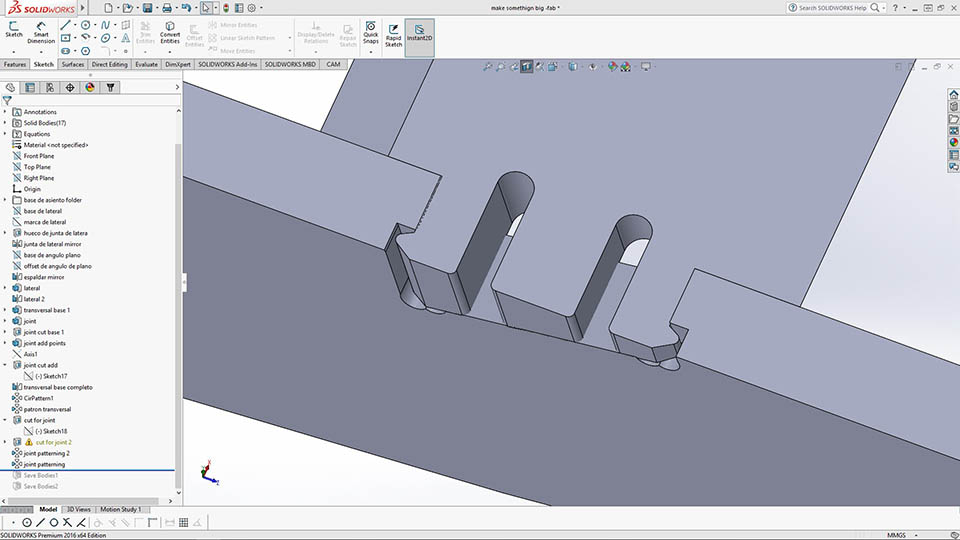 SOLIDWORKS
make somethign big -fab *
Search SOLIDWORKS Help
Sketch
Smart Dimension
Trim Entities
Convert Entities
Offset Entities
Mirror Entities
Linear Sketch Pattern
Move Entities
Display/Delete Relations
Repair Sketch
Quick Snaps
Rapid Sketch
Instant2D
Features Sketch Surfaces Direct Editing Evaluate DimXpert SOLIDWORKS Add-Ins SOLIDWORKS MBD CAM
Annotations
Solid Bodies(17)
Equations
Material <not specified>
Front Plane
Top Plane
Right Plane
Origin
base de asiento folder
base de lateral
marca de lateral
hueco de junta de latera
junta de lateral mirror
base de angulo plano
offset de angulo de plano
espaldar mirror
lateral
lateral 2
transversal base 1
joint
joint cut base 1
joint add points
Axis1
joint cut add
(-) Sketch17
transversal base completo
CirPattern1
patron transversal
cut for joint
(-) Sketch18
cut for joint 2
joint patterning 2
joint patterning
Save Bodies1
Save Bodies2
Model 3D Views Motion Study 1
SOLIDWORKS Premium 2016 x64 Edition
MMGS